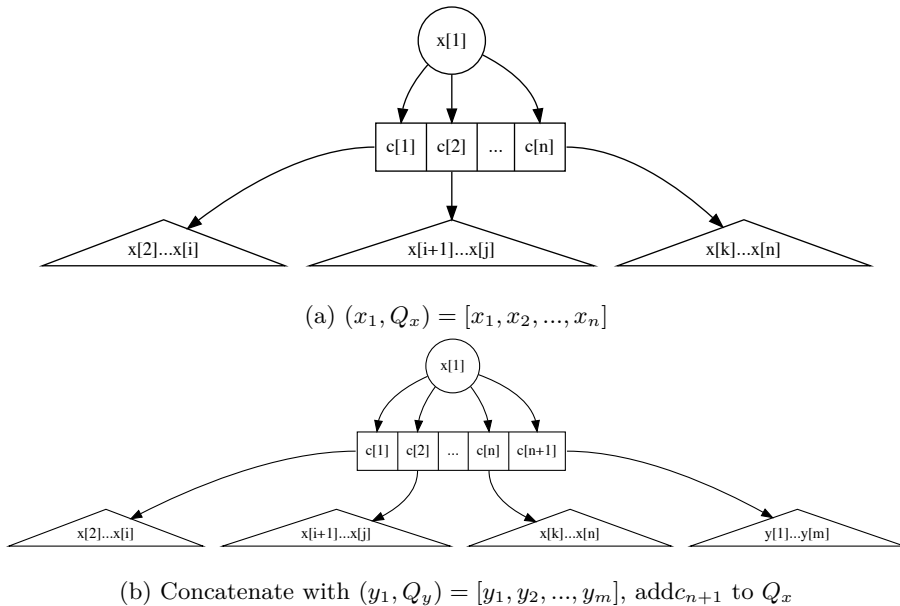 x[1]
c[1] c[2] ... c[n]
x[2]...x[i] x[i+1]...x[j] x[k]...x[n]
(a) (x₁, Qₓ) = [x₁, x₂, ..., xₙ]
x[1]
c[1] c[2] ... c[n] c[n+1]
x[2]...x[i] x[i+1]...x[j] x[k]...x[n] y[1]...y[m]
(b) Concatenate with (y₁, Q_y) = [y₁, y₂, ..., yₘ], addcₙ₊₁ to Qₓ